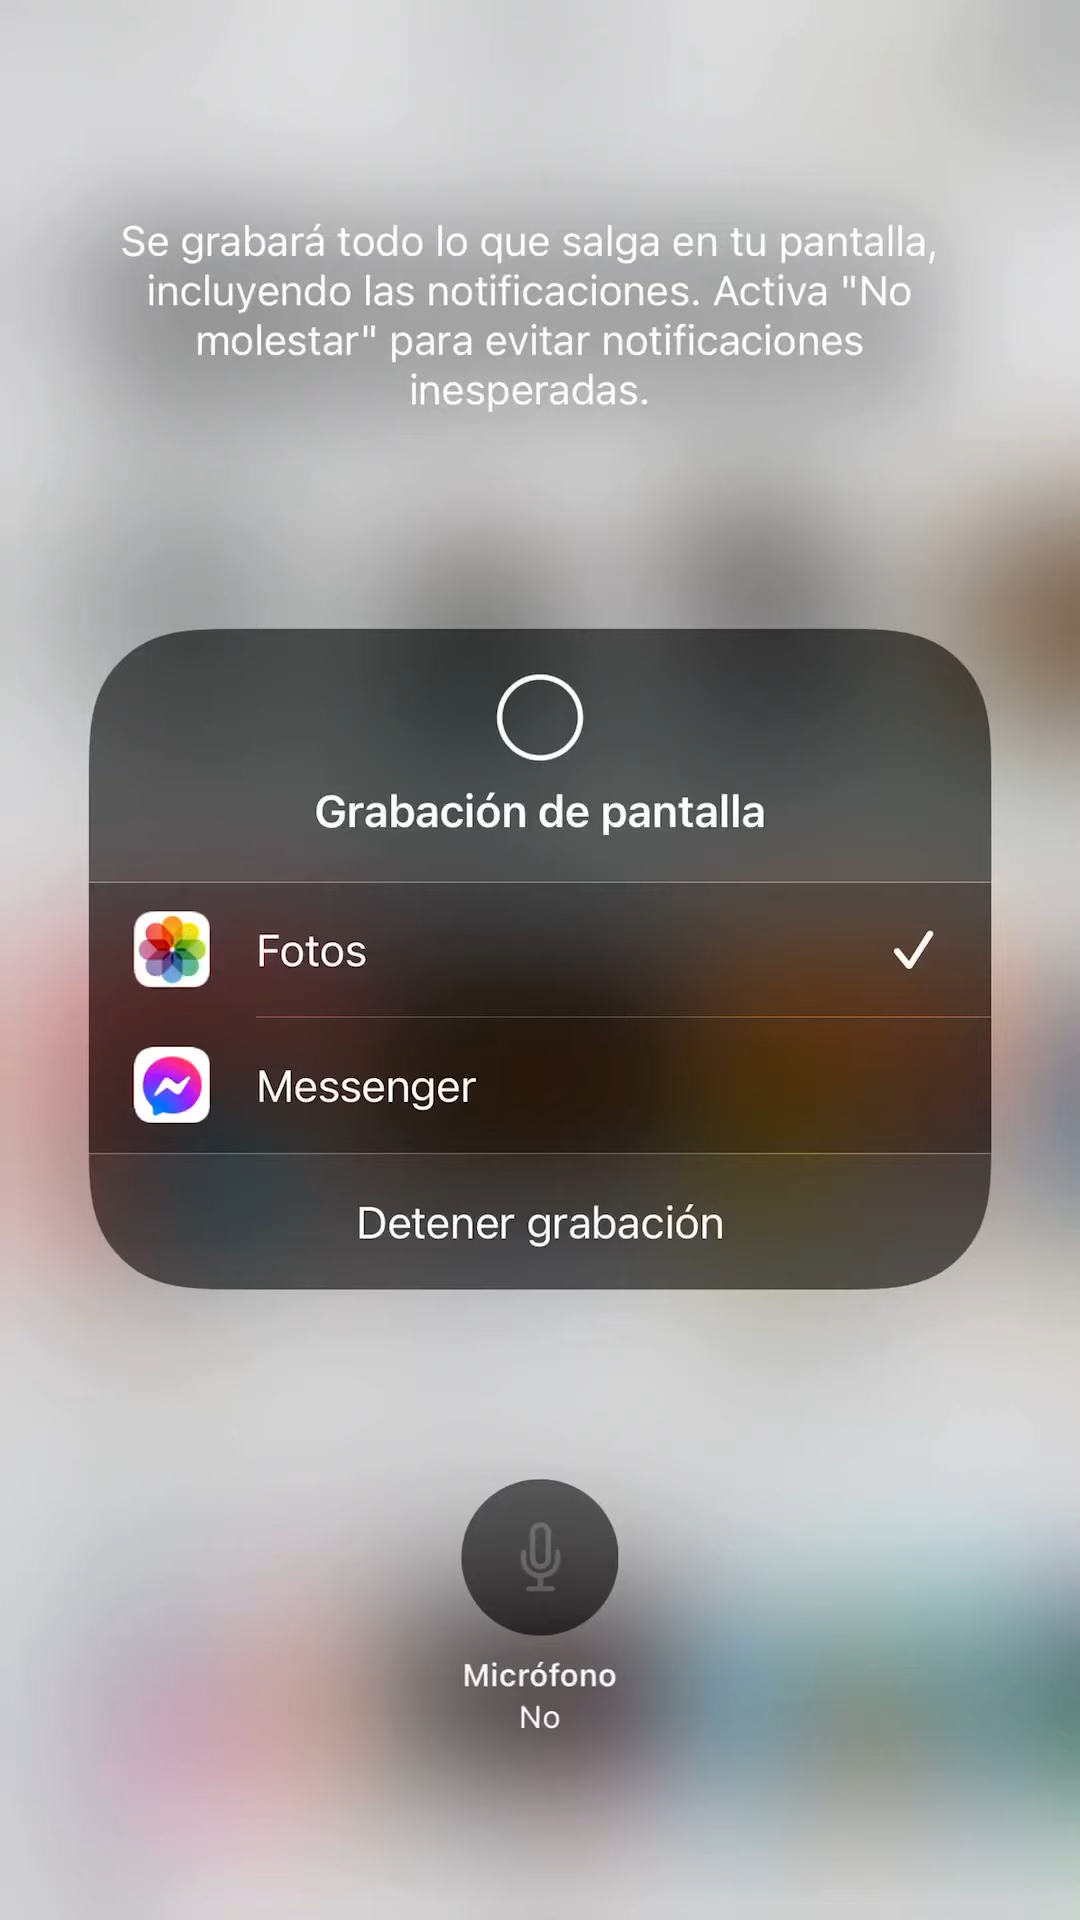 Se grabará todo lo que salga en tu pantalla,
incluyendo las notificaciones. Activa "No
molestar" para evitar notificaciones
inesperadas.
Grabación de pantalla
Fotos
Messenger
Detener grabación
Micrófono
No